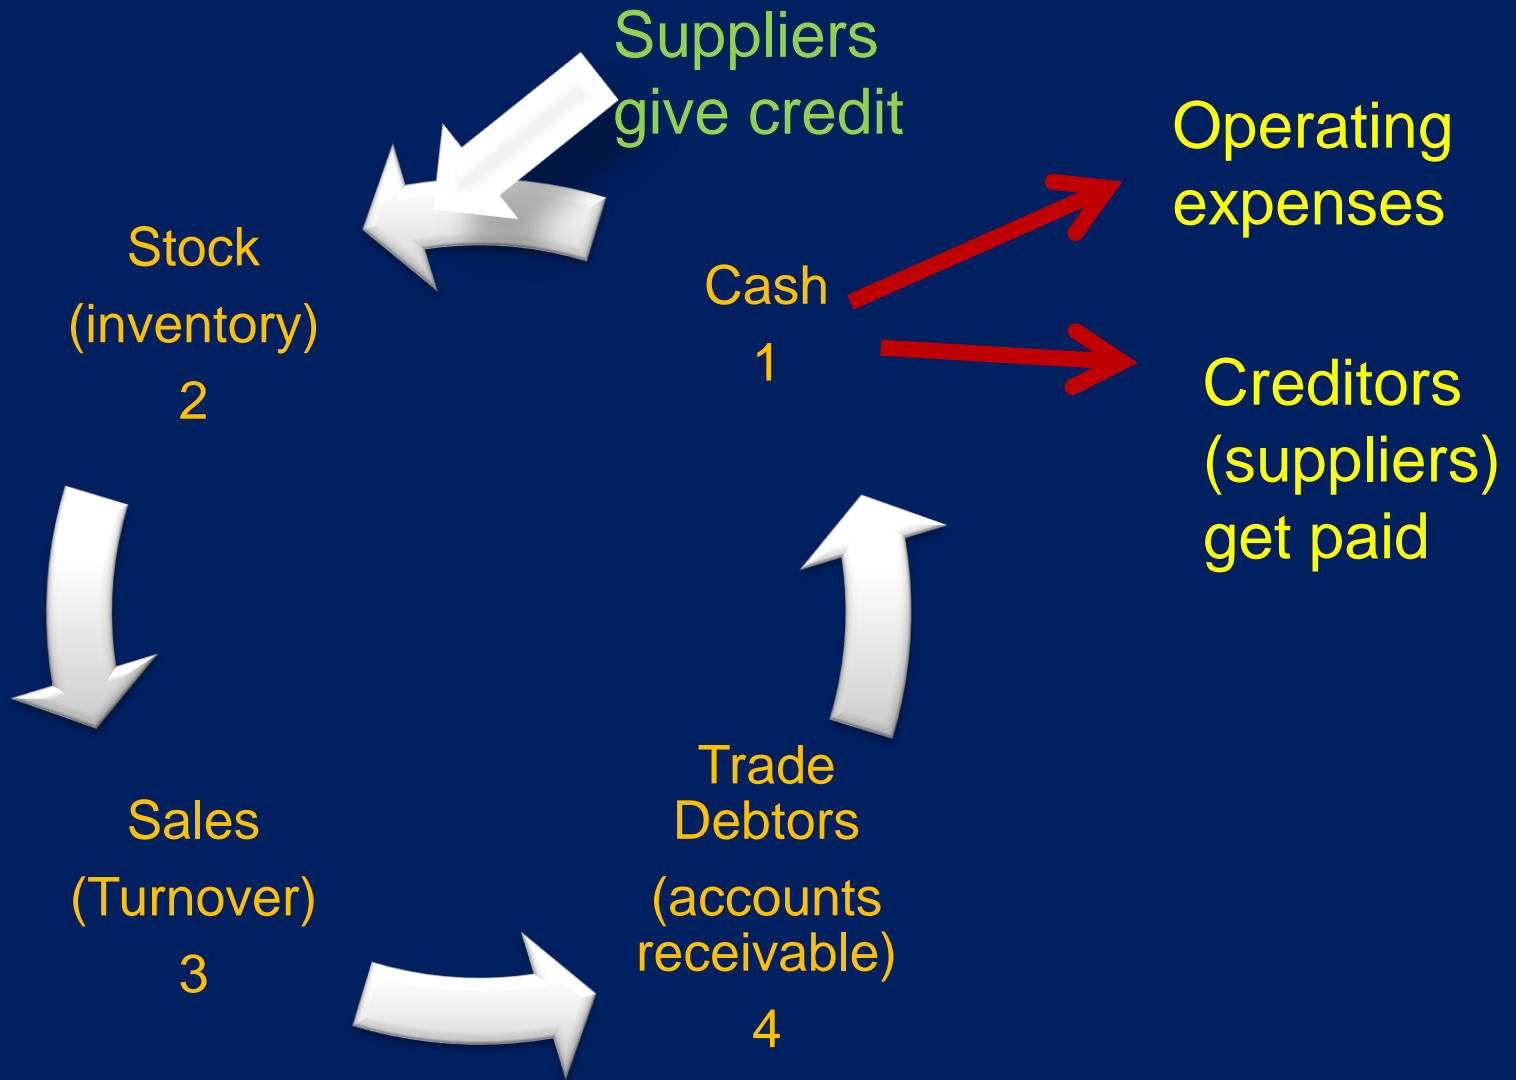 Suppliers
give credit
Operating
expenses
Stock
(inventory)
2
Cash
1
Creditors
(suppliers)
get paid
Sales
(Turnover)
3
Trade
Debtors
(accounts
receivable)
4